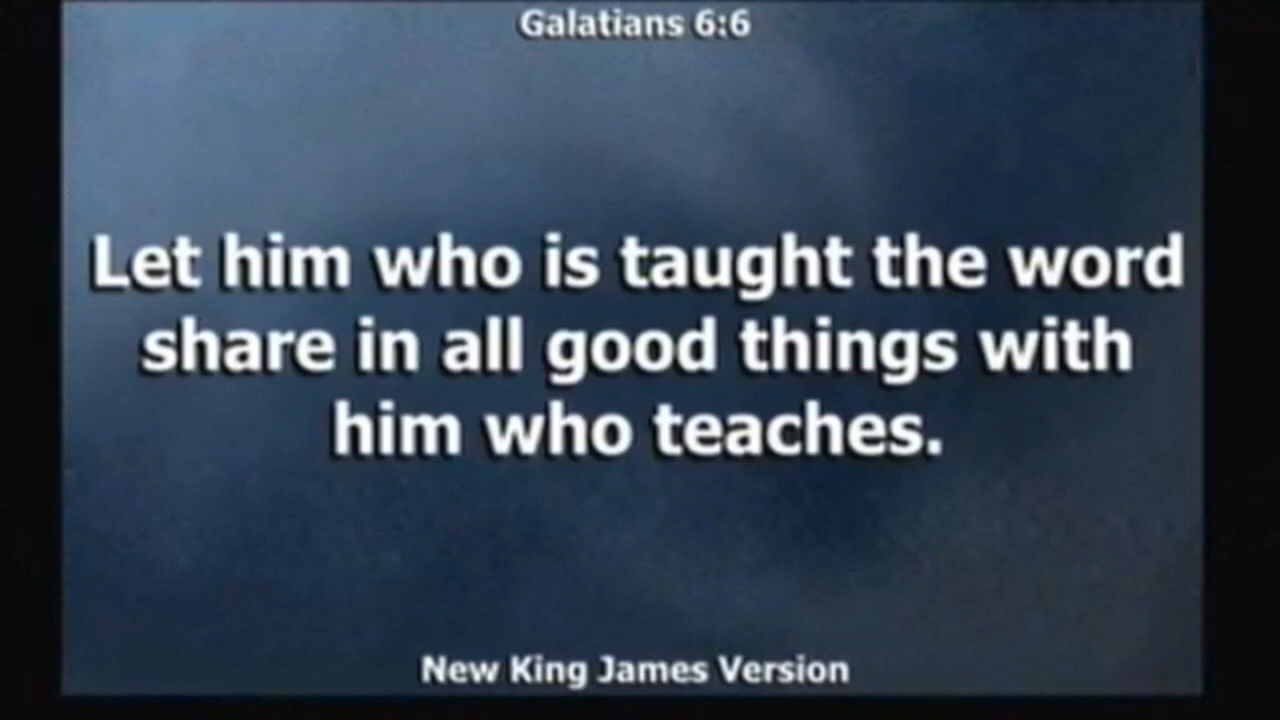 Galatians 6:6
Let him who is taught the word
share in all good things with
him who teaches.
New King James Version